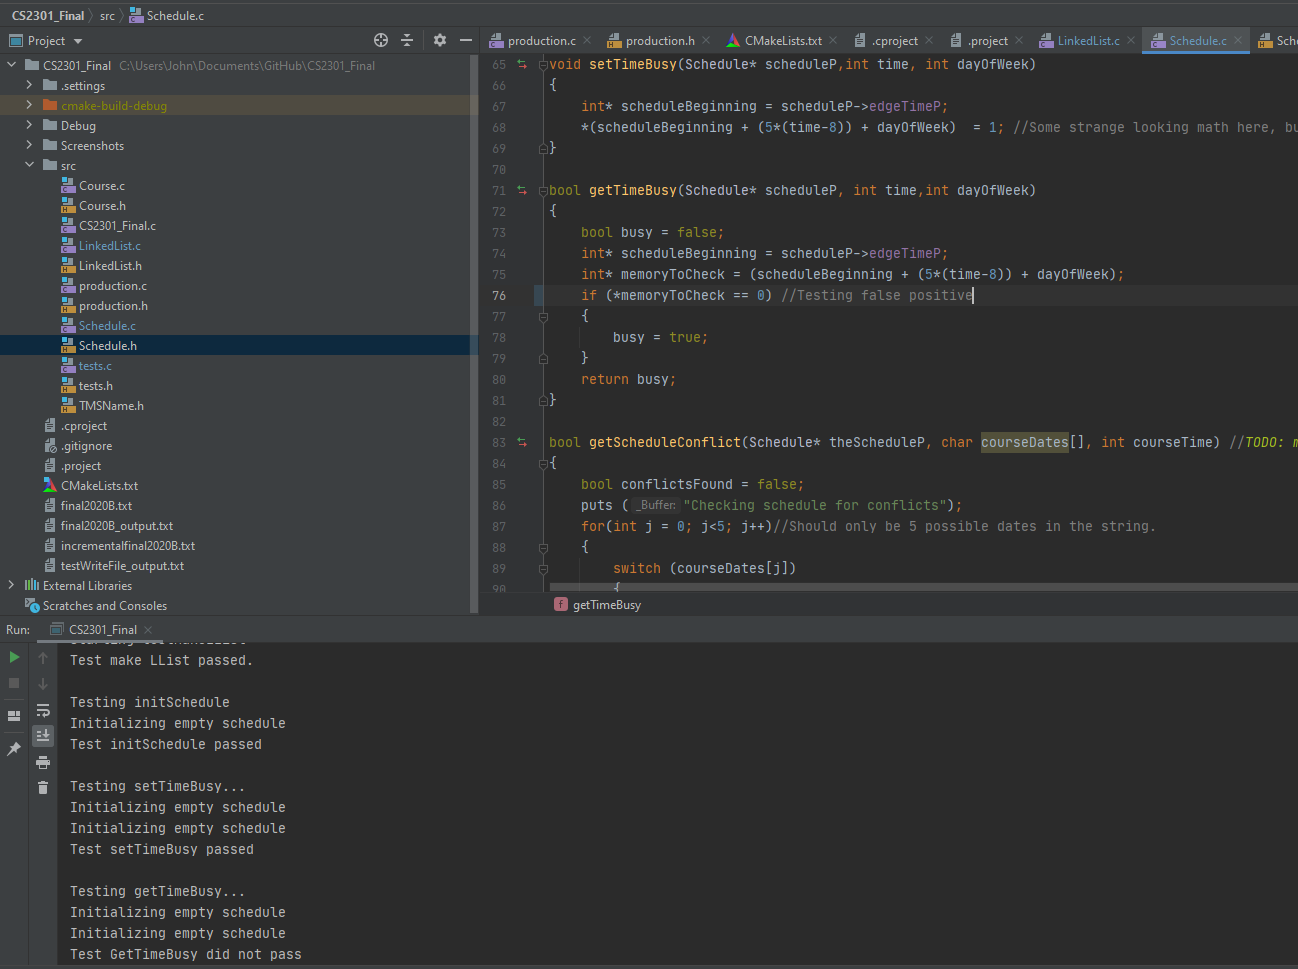 CS2301_Final src Schedule.c
Project
production.c production.h CMakeLists.txt .cproject .project LinkedList.c Schedule.c
CS2301_Final C:\Users\John\Documents\GitHub\CS2301_Final
.settings
cmake-build-debug
Debug
Screenshots
src
Course.c
Course.h
CS2301_Final.c
LinkedList.c
LinkedList.h
production.c
production.h
Schedule.c
Schedule.h
tests.c
tests.h
TMSName.h
.cproject
.gitignore
.project
CMakeLists.txt
final2020B.txt
final2020B_output.txt
incrementalfinal2020B.txt
testWriteFile_output.txt
External Libraries
Scratches and Consoles
65 void setTimeBusy(Schedule* scheduleP,int time, int dayOfWeek)
66 {
67 int* scheduleBeginning = scheduleP->edgeTimeP;
68 *(scheduleBeginning + (5*(time-8)) + dayOfWeek)  = 1; //Some strange looking math here,
69 }
70
71 bool getTimeBusy(Schedule* scheduleP, int time,int dayOfWeek)
72 {
73 bool busy = false;
74 int* scheduleBeginning = scheduleP->edgeTimeP;
75 int* memoryToCheck = (scheduleBeginning + (5*(time-8)) + dayOfWeek);
76 if (*memoryToCheck == 0) //Testing false positive
77 {
78 busy = true;
79 }
80 return busy;
81 }
82
83 bool getScheduleConflict(Schedule* theScheduleP, char courseDates[], int courseTime) //TODO:
84 {
85 bool conflictsFound = false;
86 puts ( _Buffer: "Checking schedule for conflicts");
87 for(int j = 0; j<5; j++)//Should only be 5 possible dates in the string.
88 {
89 switch (courseDates[j])
90 {
f getTimeBusy
Run: CS2301_Final
Test make LList passed.
Testing initSchedule
Initializing empty schedule
Test initSchedule passed
Testing setTimeBusy...
Initializing empty schedule
Initializing empty schedule
Test setTimeBusy passed
Testing getTimeBusy...
Initializing empty schedule
Initializing empty schedule
Test GetTimeBusy did not pass